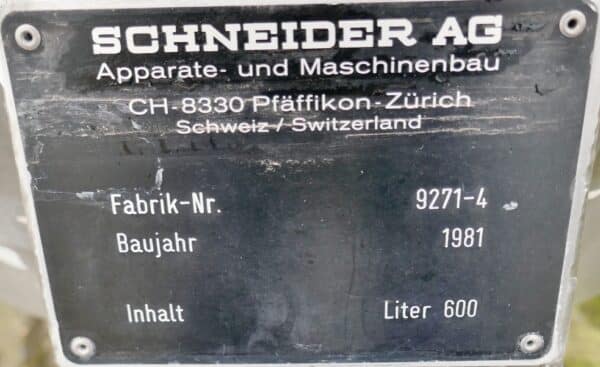 SCHNEIDER AG
Apparate- und Maschinenbau
CH-8330 Pfäffikon-Zürich
Schweiz / Switzerland
Fabrik-Nr. 9271-4
Baujahr 1981
Inhalt Liter 600